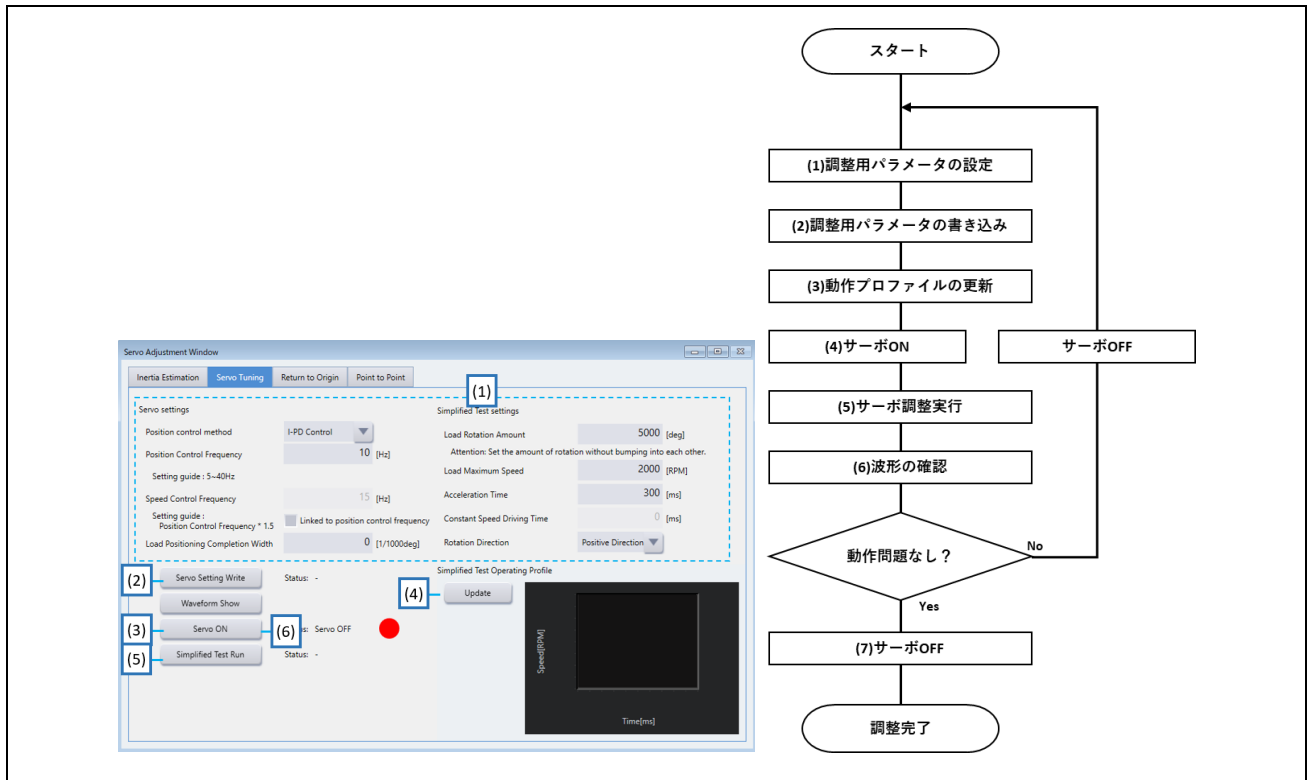 Servo Adjustment Window
Inertia Estimation
Servo Tuning
Return to Origin
Point to Point
(1)
Servo settings
Position control method
I-PD Control
Position Control Frequency
10 [Hz]
Setting guide : 5~40Hz
Speed Control Frequency
15 [Hz]
Setting guide :
Position Control Frequency * 1.5
Linked to position control frequency
Load Positioning Completion Width
0 [1/1000deg]
Simplified Test settings
Load Rotation Amount
5000 [deg]
Attention: Set the amount of rotation without bumping into each other.
Load Maximum Speed
2000 [RPM]
Acceleration Time
300 [ms]
Constant Speed Driving Time
0 [ms]
Rotation Direction
Positive Direction
(2)
Servo Setting Write
Status: -
Waveform Show
(3)
Servo ON
(6)
s: Servo OFF
(5)
Simplified Test Run
Status: -
Simplified Test Operating Profile
(4)
Update
Speed[RPM]
Time[ms]
スタート
(1)調整用パラメータの設定
(2)調整用パラメータの書き込み
(3)動作プロファイルの更新
(4)サーボON
サーボOFF
(5)サーボ調整実行
(6)波形の確認
動作問題なし？
No
Yes
(7)サーボOFF
調整完了